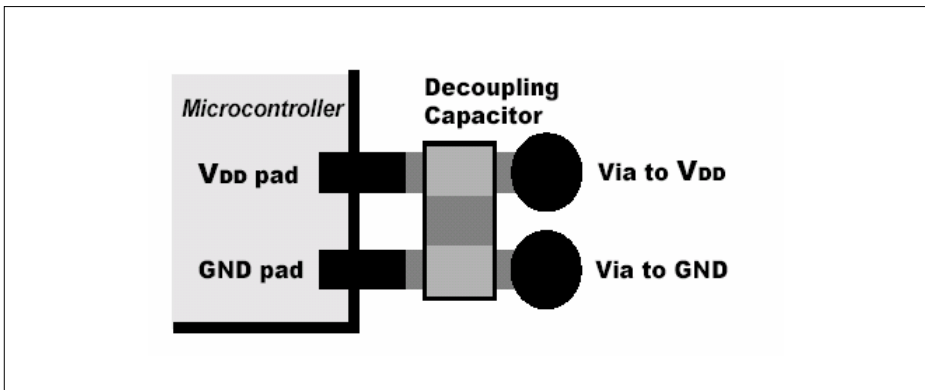 Decoupling
Capacitor
Microcontroller
VDD pad
Via to VDD
GND pad
Via to GND